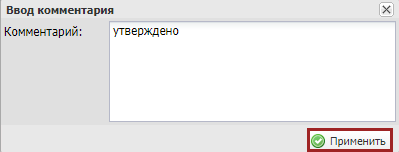 Ввод комментария
Комментарий: утверждено
Применить